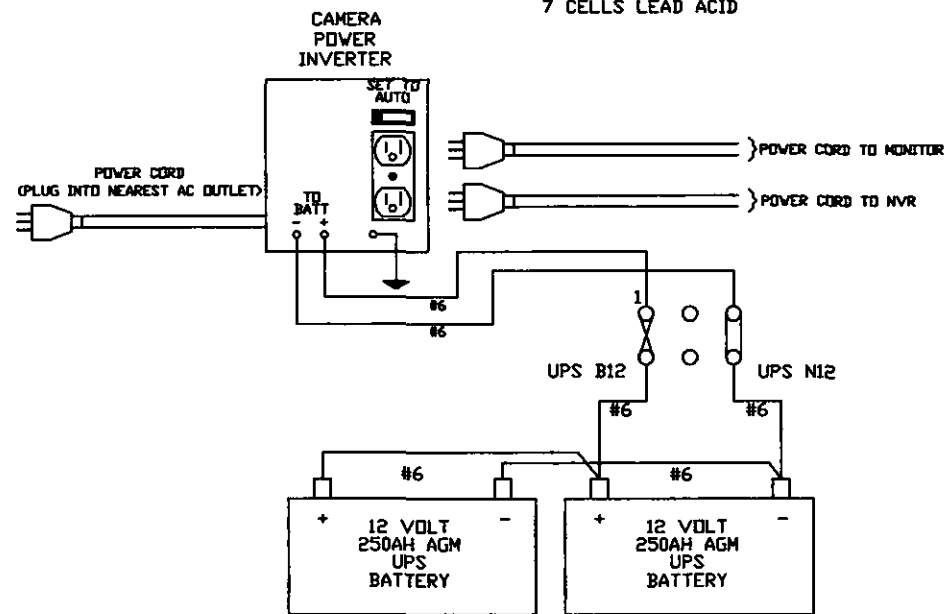 7 CELLS LEAD ACID
CAMERA
POWER
INVERTER
SET TO
AUTO
POWER CORD
(PLUG INTO NEAREST AC OUTLET)
TO
BATT
- +
POWER CORD TO MONITOR
POWER CORD TO NVR
#6
#6
1
UPS B12
UPS N12
#6
#6
#6
#6
+ -
12 VOLT
250AH AGM
UPS
BATTERY
+ -
12 VOLT
250AH AGM
UPS
BATTERY